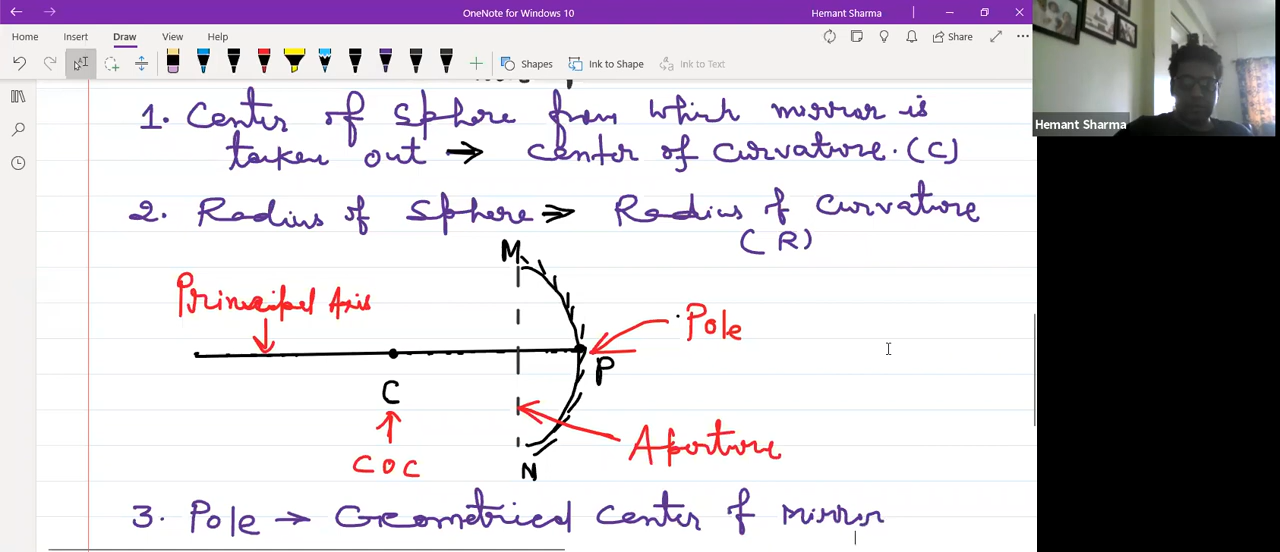 OneNote for Windows 10
Hemant Sharma
Home Insert Draw View Help
Share
Shapes
Ink to Shape
Ink to Text
1. Center of Sphere from which mirror is
taken out → center of curvature. (C)
2. Radius of Sphere ⇒ Radius of Curvature
(R)
M
Principal Axis
Pole
P
C
Aperture
COC
N
3. Pole → Geometrical center of mirror
Hemant Sharma